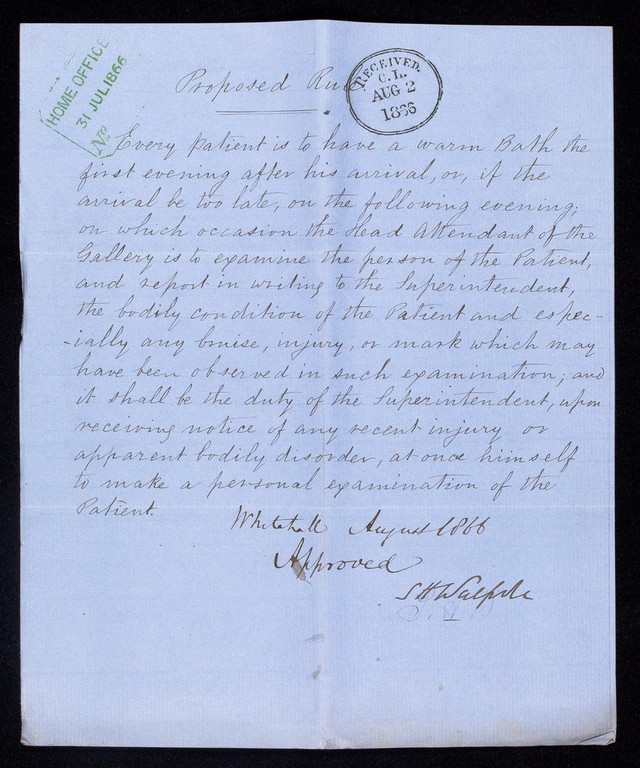 HOME OFFICE
31 JUL 1866
No
RECEIVED.
C.L.
AUG 2
1866
Proposed Rule
Every Patient is to have a warm Bath the
first evening after his arrival, or, if the
arrival be too late, on the following evening;
on which occasion the Head Attendant of the
Gallery is to examine the person of the Patient,
and report in writing to the Superintendent,
the bodily condition of the Patient and espec-
-ially any bruise, injury, or mark which may
have been observed in such examination; and
it shall be the duty of the Superintendent, upon
receiving notice of any recent injury or
apparent bodily disorder, at once himself
to make a personal examination of the
Patient.
Whitehall August 1866
Approved
S H Walpole